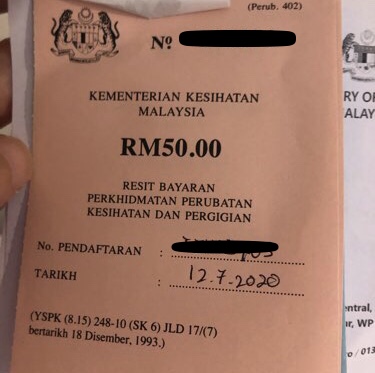 (Perub. 402)
Nº
KEMENTERIAN KESIHATAN
MALAYSIA
RM50.00
RESIT BAYARAN
PERKHIDMATAN PERUBATAN
KESIHATAN DAN PERGIGIAN
No. PENDAFTARAN :
TARIKH : 12.7.2020
(YSPK (8.15) 248-10 (SK 6) JLD 17/(7)
bertarikh 18 Disember, 1993.)